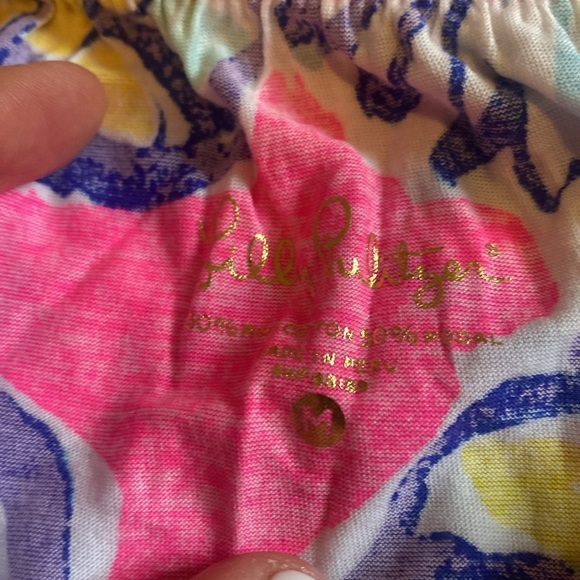 Lilly Pulitzer
COTTON 50% MODAL
MADE IN PERU
M